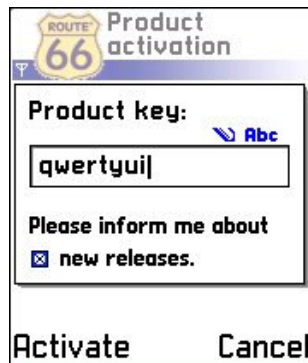 ROUTE
66
Product
activation
Product key:
Abc
qwertyui
Please inform me about
new releases.
Activate Cancel